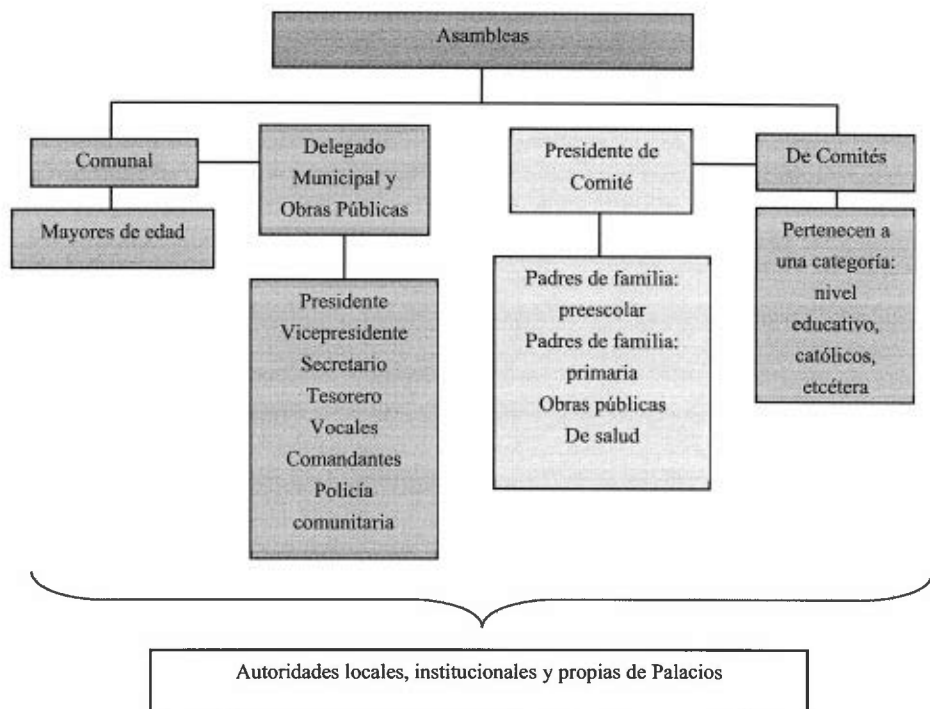 Asambleas
Comunal
Mayores de edad
Delegado
Municipal y
Obras Públicas
Presidente
Vicepresidente
Secretario
Tesorero
Vocales
Comandantes
Policía
comunitaria
Presidente de
Comité
Padres de familia:
preescolar
Padres de familia:
primaria
Obras públicas
De salud
De Comités
Pertenecen a
una categoría:
nivel
educativo,
católicos,
etcétera
Autoridades locales, institucionales y propias de Palacios